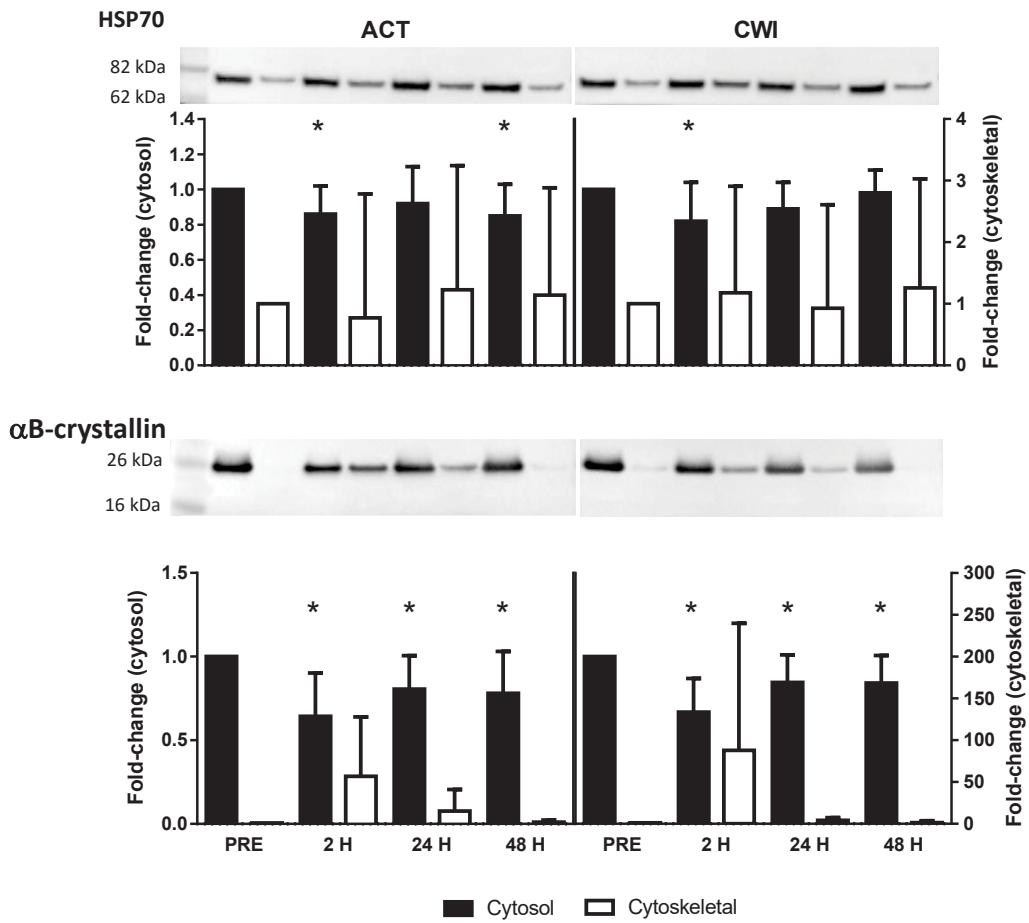 HSP70
ACT CWI
82 kDa
62 kDa
1.4
1.2
1.0
0.8
0.6
0.4
0.2
0.0
Fold-change (cytosol)
* * *
4
3
2
1
0
Fold-change (cytoskeletal)
αB-crystallin
26 kDa
16 kDa
1.5
1.0
0.5
0.0
Fold-change (cytosol)
* * * * * *
300
250
200
150
100
50
0
Fold-change (cytoskeletal)
PRE 2 H 24 H 48 H PRE 2 H 24 H 48 H
Cytosol Cytoskeletal